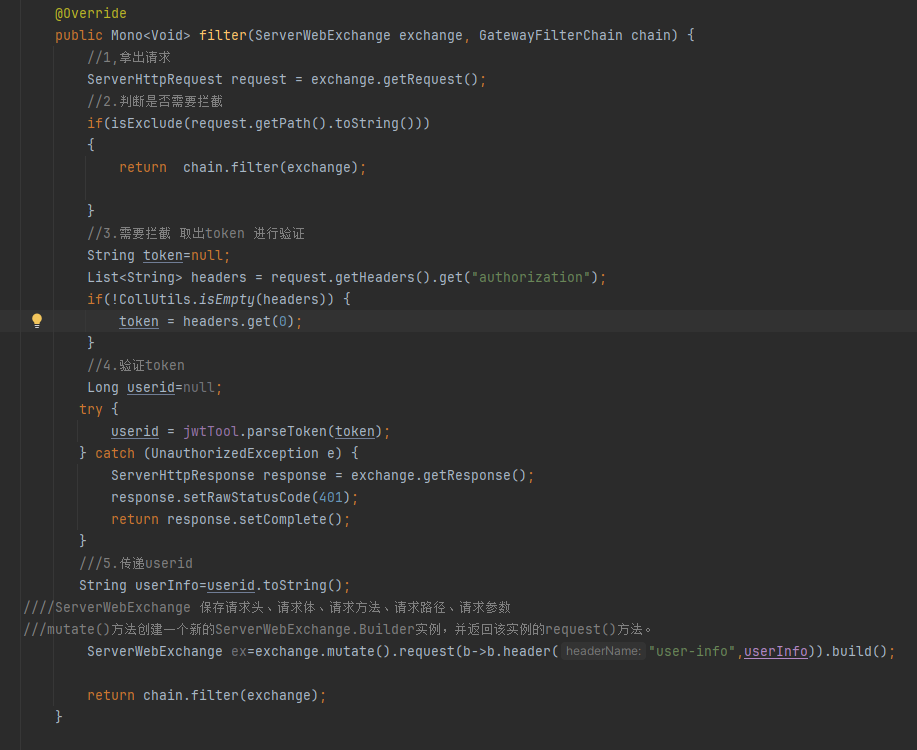 @Override
public Mono<Void> filter(ServerWebExchange exchange, GatewayFilterChain chain) {
//1,拿出请求
ServerHttpRequest request = exchange.getRequest();
//2.判断是否需要拦截
if(isExclude(request.getPath().toString()))
{
return  chain.filter(exchange);
}
//3.需要拦截 取出token 进行验证
String token=null;
List<String> headers = request.getHeaders().get("authorization");
if(!CollUtils.isEmpty(headers)) {
token = headers.get(0);
}
//4.验证token
Long userid=null;
try {
userid = jwtTool.parseToken(token);
} catch (UnauthorizedException e) {
ServerHttpResponse response = exchange.getResponse();
response.setRawStatusCode(401);
return response.setComplete();
}
///5.传递userid
String userInfo=userid.toString();
////ServerWebExchange 保存请求头、请求体、请求方法、请求路径、请求参数
///mutate()方法创建一个新的ServerWebExchange.Builder实例，并返回该实例的request()方法。
ServerWebExchange ex=exchange.mutate().request(b->b.header( headerName: "user-info",userInfo)).build();
return chain.filter(exchange);
}